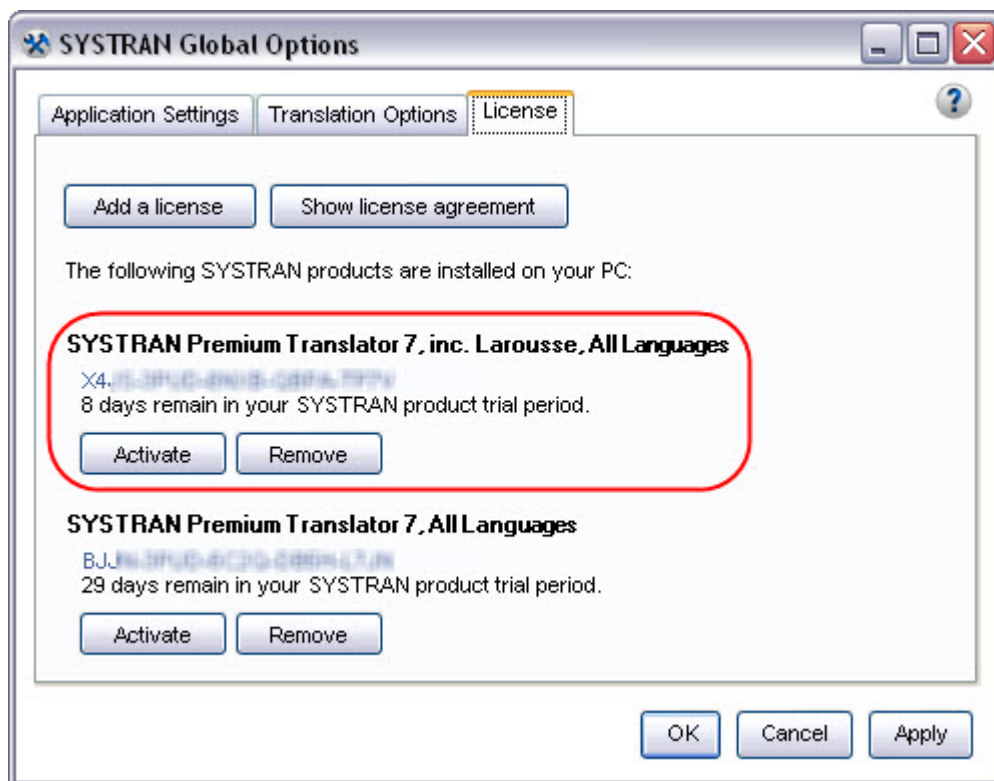 SYSTRAN Global Options
Application Settings Translation Options License ?
Add a license Show license agreement
The following SYSTRAN products are installed on your PC:
SYSTRAN Premium Translator 7, inc. Larousse, All Languages
X4
8 days remain in your SYSTRAN product trial period.
Activate Remove
SYSTRAN Premium Translator 7, All Languages
BJJ
29 days remain in your SYSTRAN product trial period.
Activate Remove
OK Cancel Apply